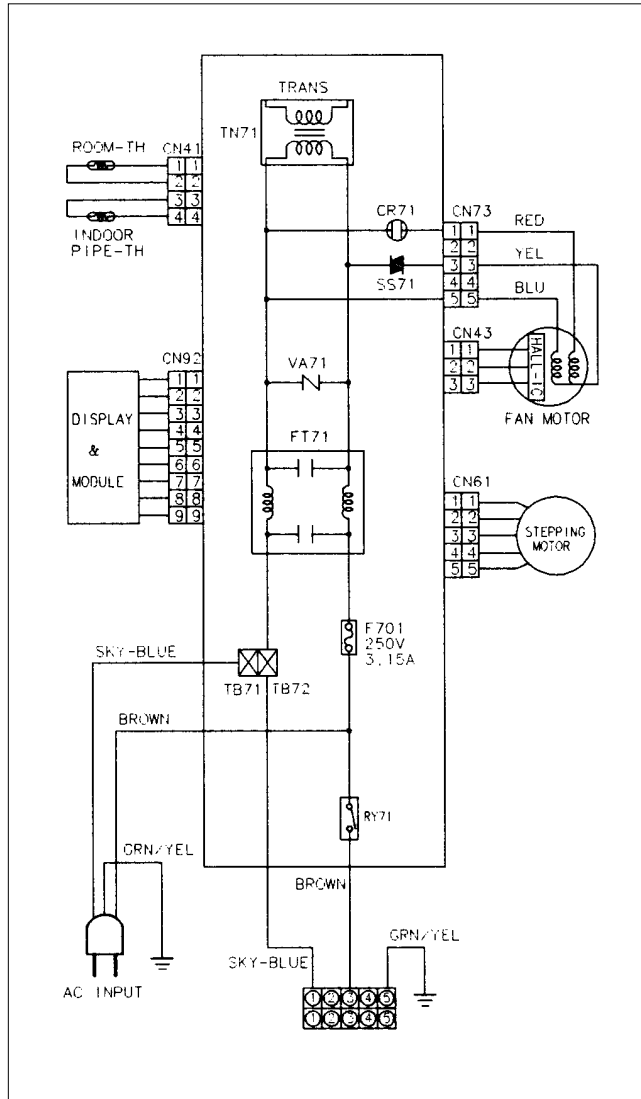 TRANS
TN71
ROOM-TH
CN41
1 1
2 2
3 3
4 4
INDOOR
PIPE-TH
CR71
CN73
RED
1 1
2 2
YEL
3 3
SS71
4 4
BLU
5 5
CN43
1 1
2 2
3 3
HALL-IC
FAN MOTOR
CN92
VA71
1 1
2 2
3 3
4 4
5 5
6 6
7 7
8 8
9 9
DISPLAY
&
MODULE
FT71
CN61
1 1
2 2
3 3
4 4
5 5
STEPPING
MOTOR
F701
250V
3.15A
SKY-BLUE
TB71 TB72
BROWN
RY71
GRN/YEL
BROWN
GRN/YEL
SKY-BLUE
AC INPUT
1 2 3 4 5
1 2 3 4 5